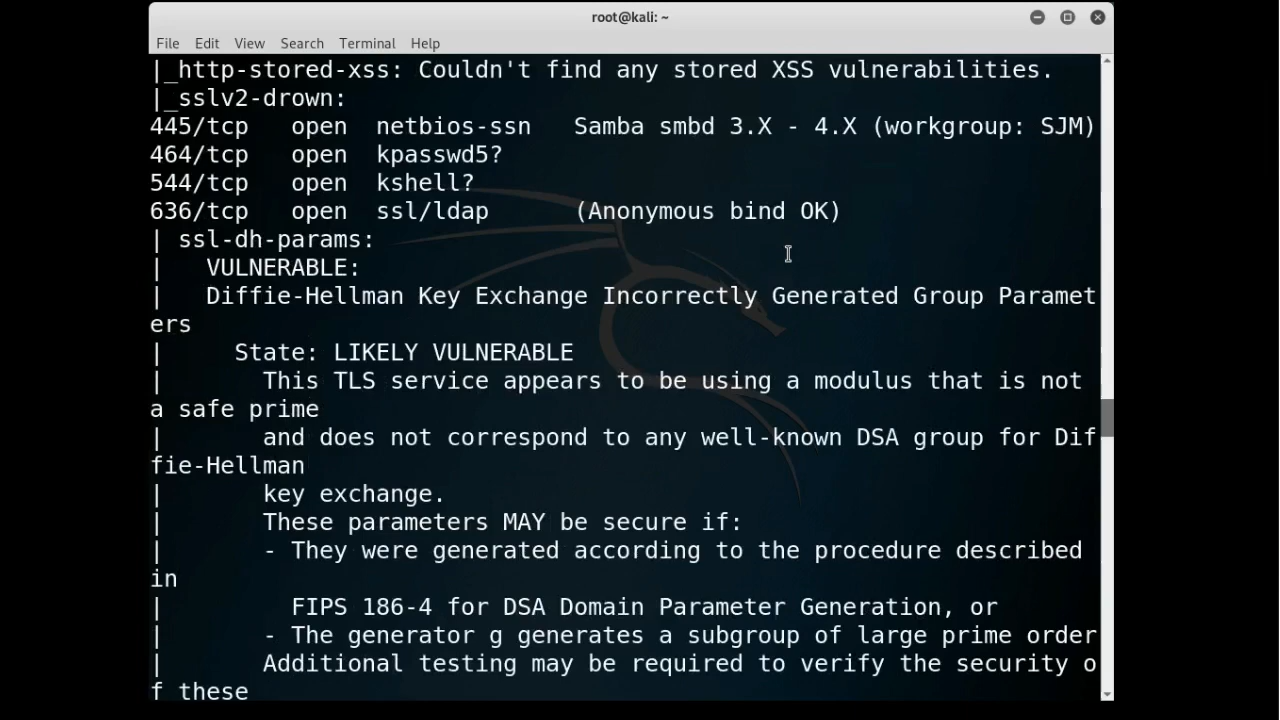 root@kali: ~
File Edit View Search Terminal Help
|_http-stored-xss: Couldn't find any stored XSS vulnerabilities.
|_sslv2-drown:
445/tcp   open  netbios-ssn   Samba smbd 3.X - 4.X (workgroup: SJM)
464/tcp   open  kpasswd5?
544/tcp   open  kshell?
636/tcp   open  ssl/ldap      (Anonymous bind OK)
| ssl-dh-params:
|   VULNERABLE:
|   Diffie-Hellman Key Exchange Incorrectly Generated Group Paramet
ers
|     State: LIKELY VULNERABLE
|       This TLS service appears to be using a modulus that is not
a safe prime
|       and does not correspond to any well-known DSA group for Dif
fie-Hellman
|       key exchange.
|       These parameters MAY be secure if:
|       - They were generated according to the procedure described
in
|         FIPS 186-4 for DSA Domain Parameter Generation, or
|       - The generator g generates a subgroup of large prime order
|       Additional testing may be required to verify the security o
f these